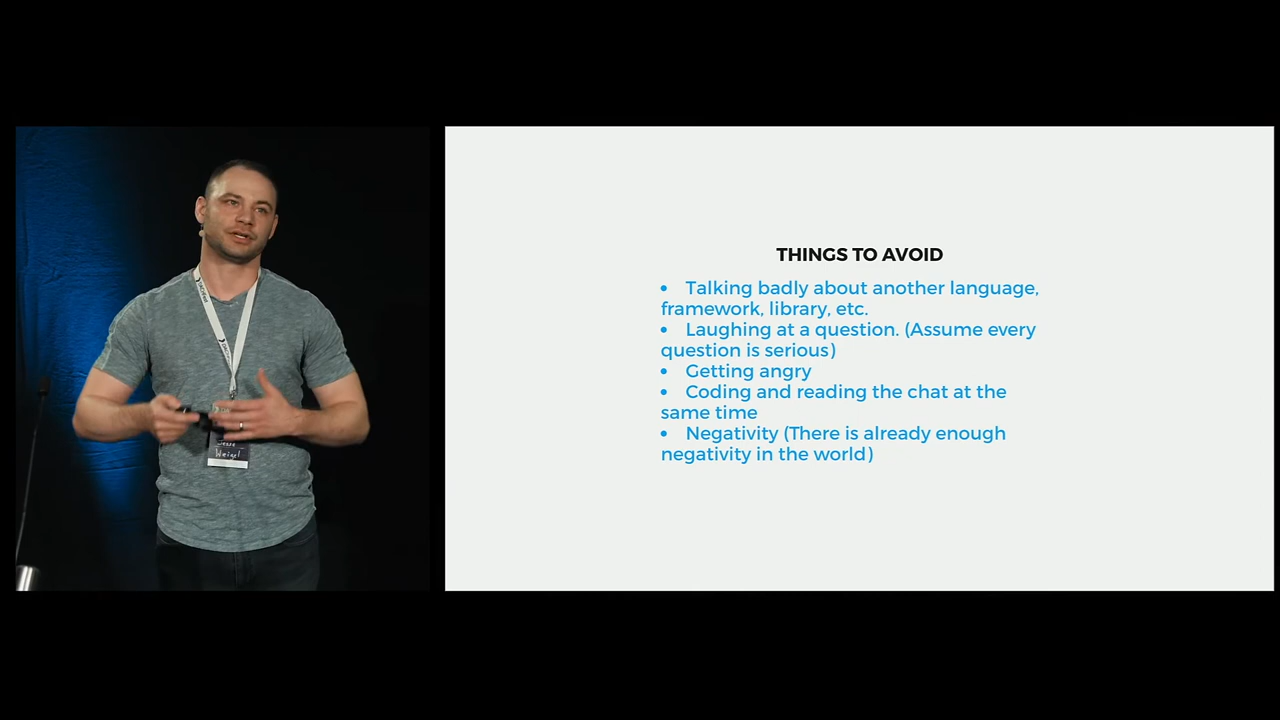 THINGS TO AVOID
• Talking badly about another language,
framework, library, etc.
• Laughing at a question. (Assume every
question is serious)
• Getting angry
• Coding and reading the chat at the
same time
• Negativity (There is already enough
negativity in the world)
Jesse
Weigel